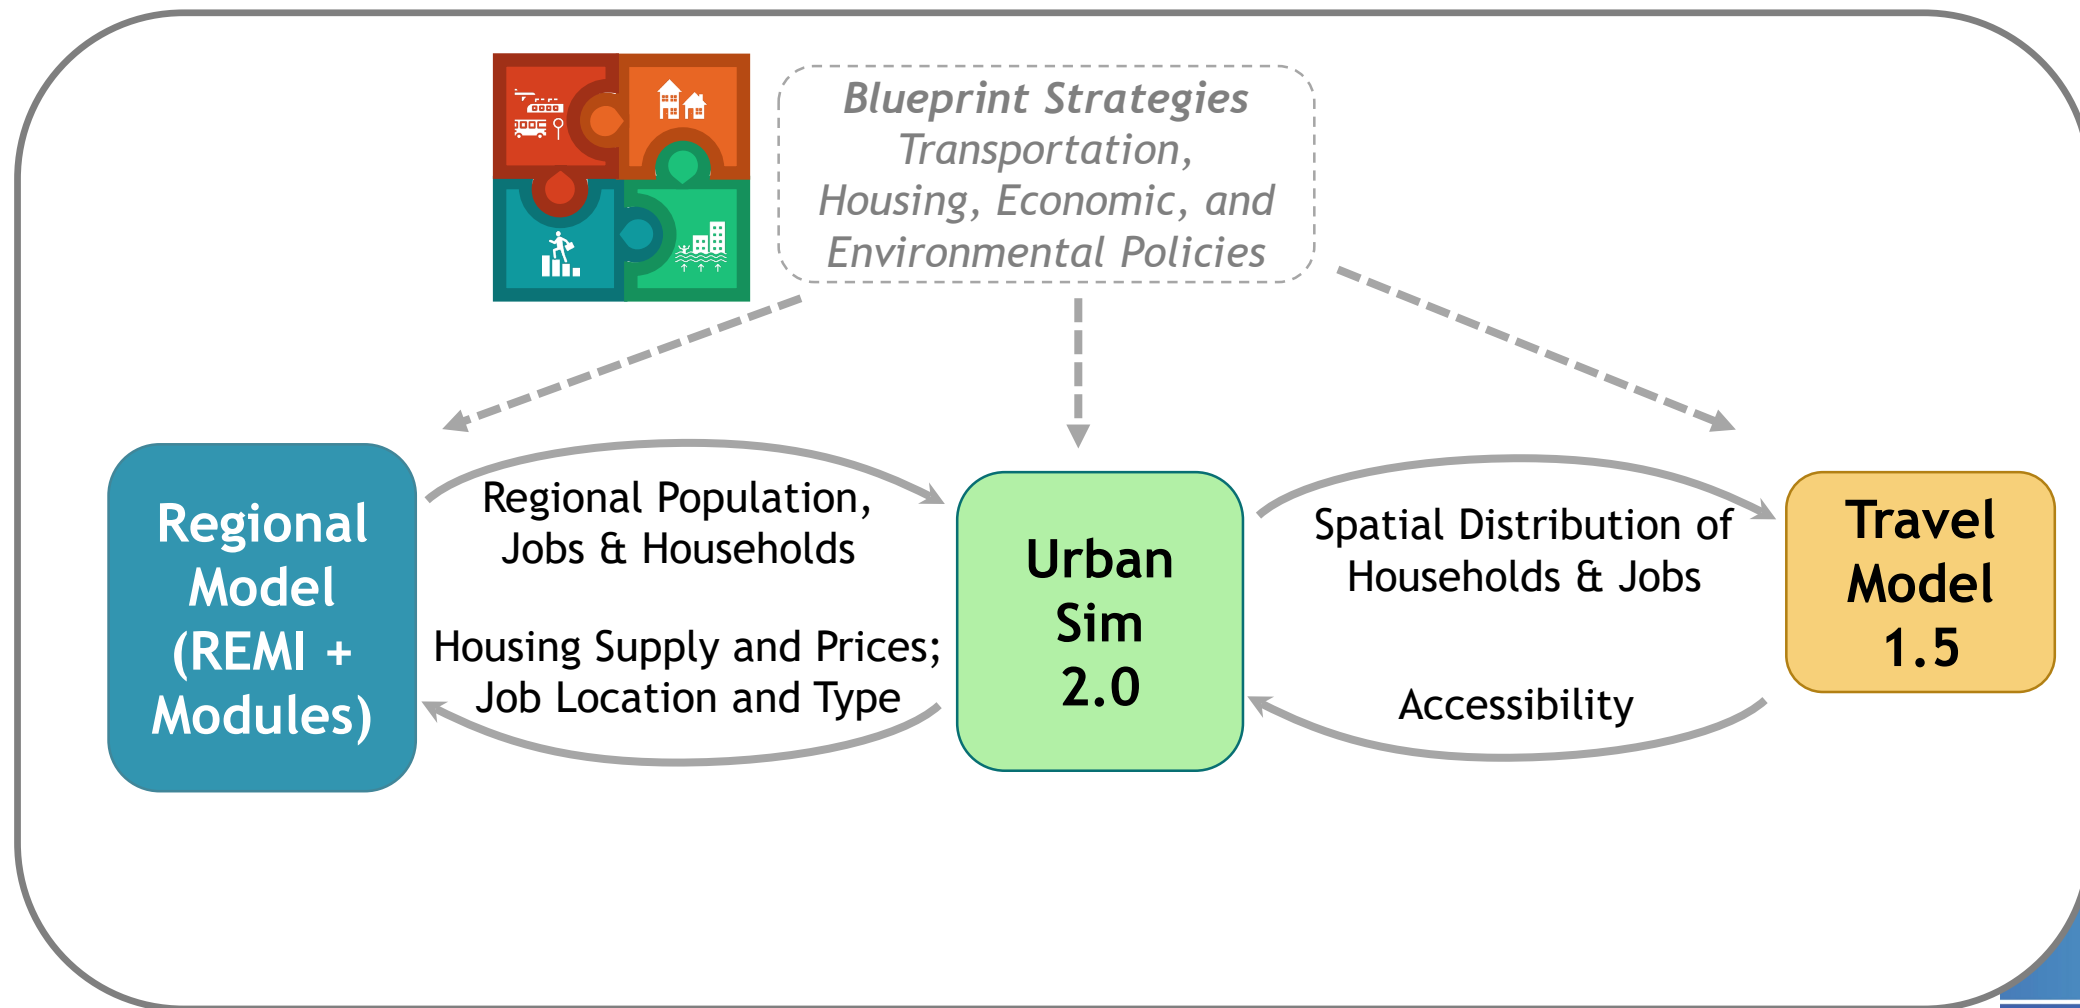 Blueprint Strategies
Transportation,
Housing, Economic, and
Environmental Policies
Regional
Model
(REMI +
Modules)
Regional Population,
Jobs & Households
Housing Supply and Prices;
Job Location and Type
Urban
Sim
2.0
Spatial Distribution of
Households & Jobs
Accessibility
Travel
Model
1.5